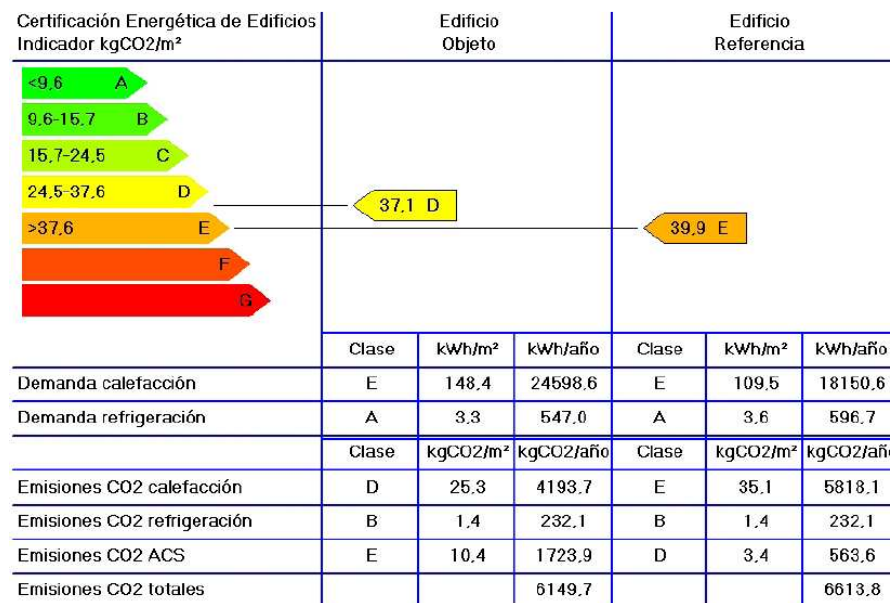 Certificación Energética de Edificios
Indicador kgCO2/m²
Edificio
Objeto
Edificio
Referencia
<9,6 A
9,6-15,7 B
15,7-24,5 C
24,5-37,6 D
37,1 D
>37,6 E
39,9 E
F
G
Clase kWh/m² kWh/año Clase kWh/m² kWh/año
Demanda calefacción E 148,4 24598,6 E 109,5 18150,6
Demanda refrigeración A 3,3 547,0 A 3,6 596,7
Clase kgCO2/m² kgCO2/año Clase kgCO2/m² kgCO2/añ
Emisiones CO2 calefacción D 25,3 4193,7 E 35,1 5818,1
Emisiones CO2 refrigeración B 1,4 232,1 B 1,4 232,1
Emisiones CO2 ACS E 10,4 1723,9 D 3,4 563,6
Emisiones CO2 totales 6149,7 6613,8